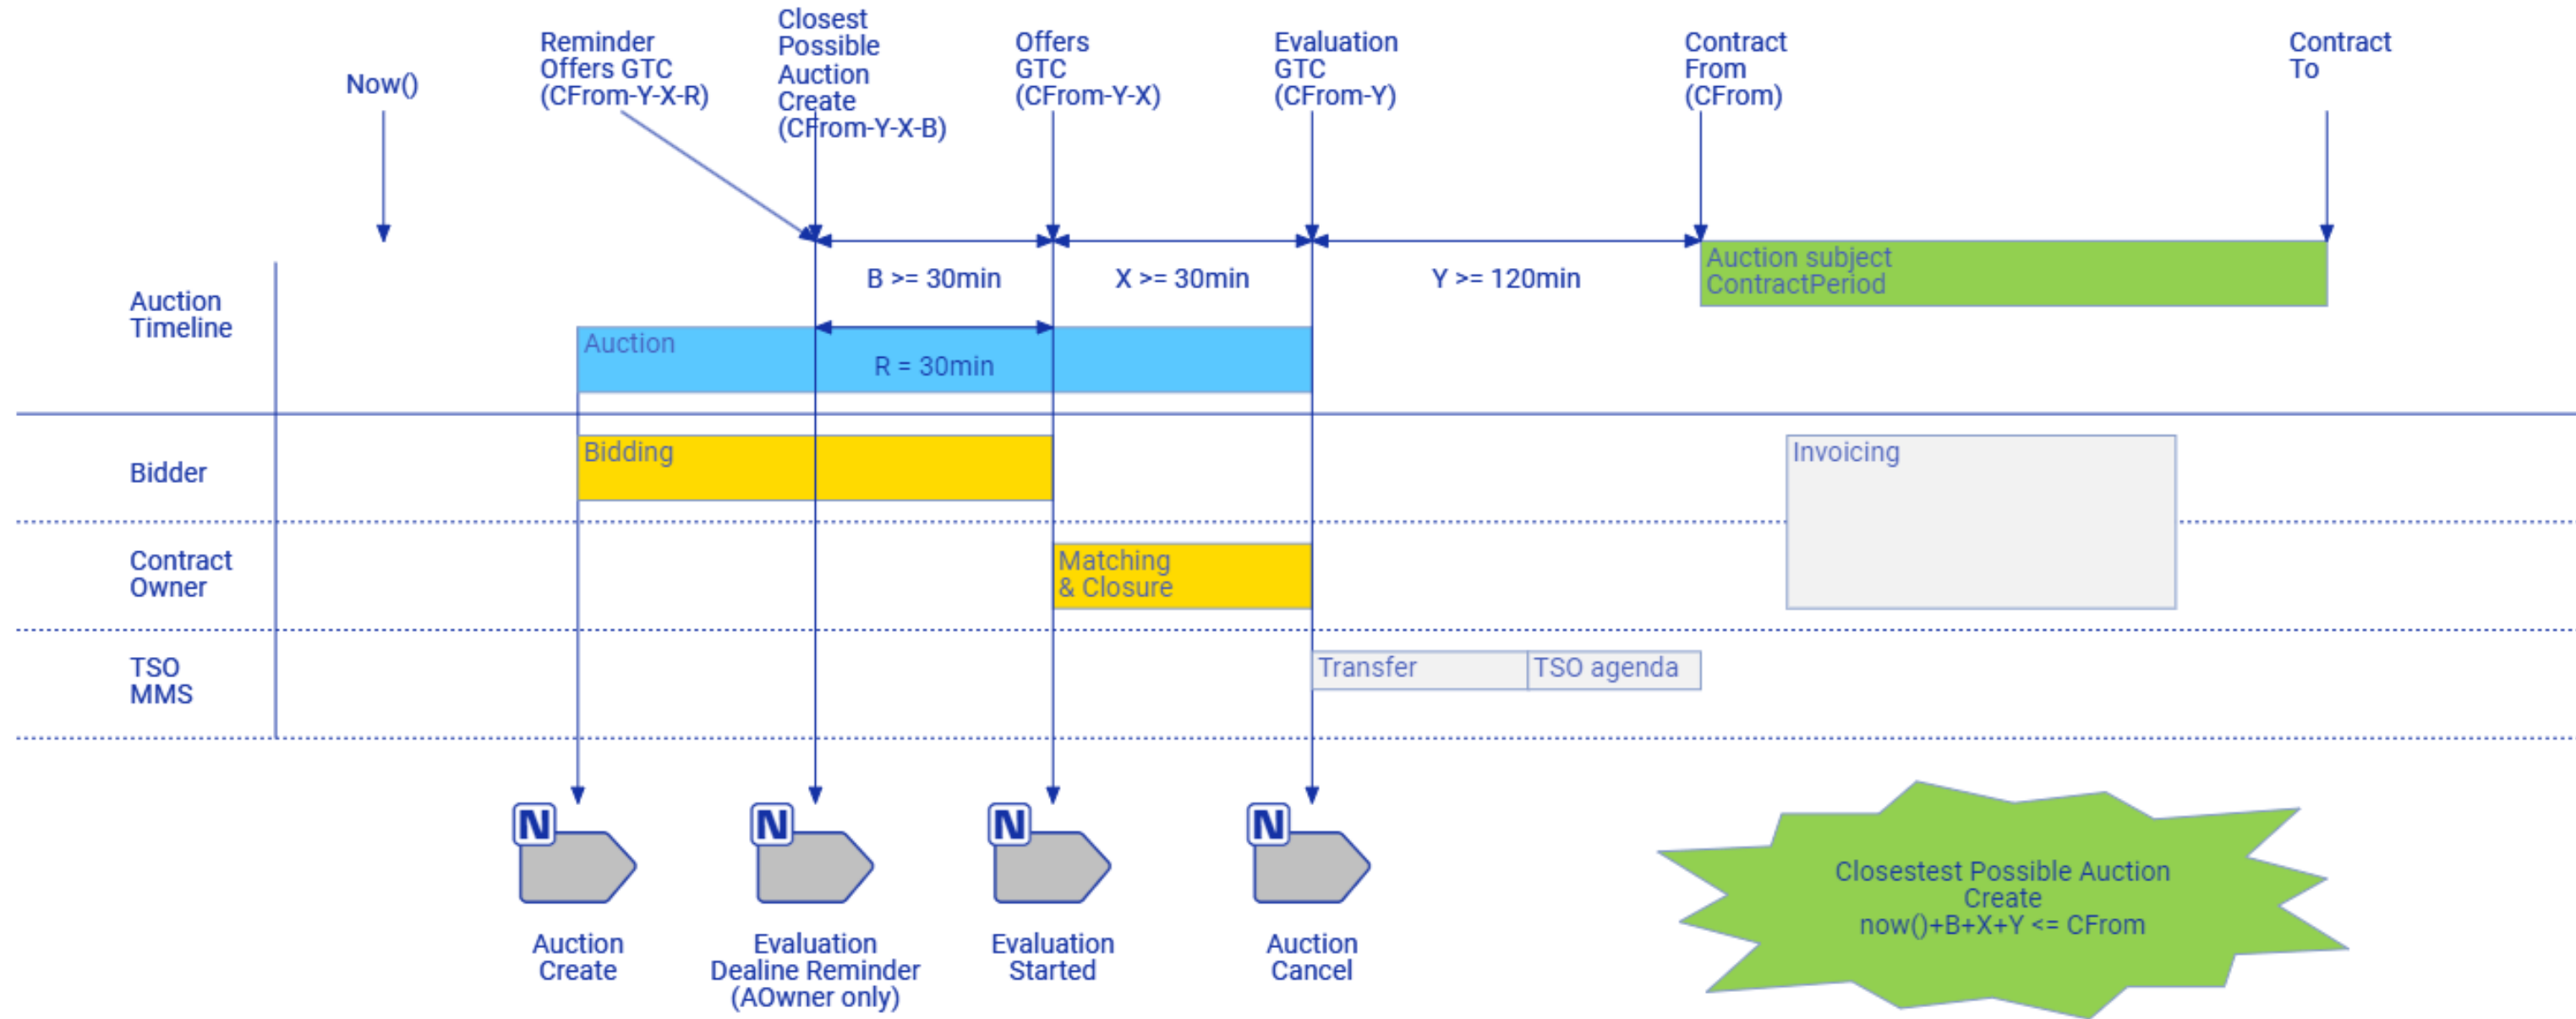 Now()
Reminder
Offers GTC
(CFrom-Y-X-R)
Closest
Possible
Auction
Create
(CFrom-Y-X-B)
Offers
GTC
(CFrom-Y-X)
Evaluation
GTC
(CFrom-Y)
Contract
From
(CFrom)
Contract
To
B >= 30min
X >= 30min
Y >= 120min
Auction subject
ContractPeriod
Auction
Timeline
Auction
R = 30min
Bidder
Bidding
Invoicing
Contract
Owner
Matching
& Closure
TSO
MMS
Transfer
TSO agenda
N
N
N
N
Auction
Create
Evaluation
Dealine Reminder
(AOwner only)
Evaluation
Started
Auction
Cancel
Closestest Possible Auction
Create
now()+B+X+Y <= CFrom